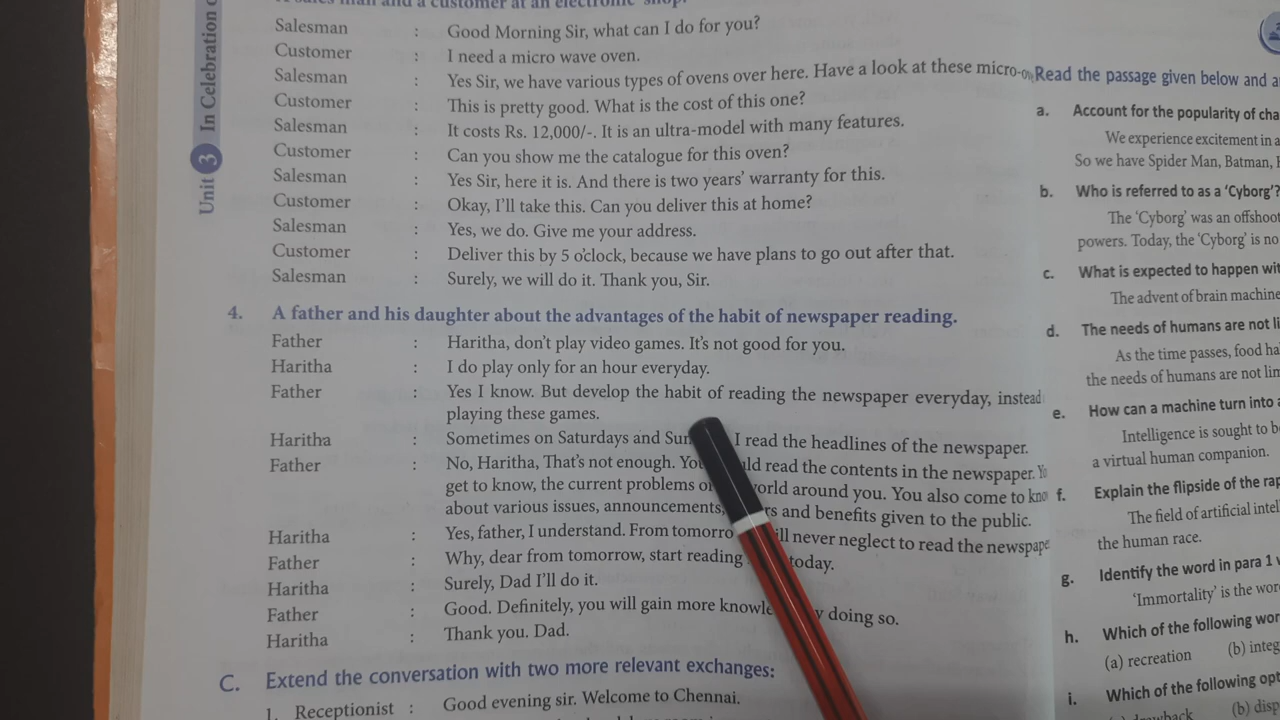 Unit 3 In Celebration o
A sales man and a customer at an electronic shop.
Salesman : Good Morning Sir, what can I do for you?
Customer : I need a micro wave oven.
Salesman : Yes Sir, we have various types of ovens over here. Have a look at these micro-ov
Customer : This is pretty good. What is the cost of this one?
Salesman : It costs Rs. 12,000/-. It is an ultra-model with many features.
Customer : Can you show me the catalogue for this oven?
Salesman : Yes Sir, here it is. And there is two years' warranty for this.
Customer : Okay, I'll take this. Can you deliver this at home?
Salesman : Yes, we do. Give me your address.
Customer : Deliver this by 5 o'clock, because we have plans to go out after that.
Salesman : Surely, we will do it. Thank you, Sir.
4. A father and his daughter about the advantages of the habit of newspaper reading.
Father : Haritha, don't play video games. It's not good for you.
Haritha : I do play only for an hour everyday.
Father : Yes I know. But develop the habit of reading the newspaper everyday, instead
playing these games.
Haritha : Sometimes on Saturdays and Sun I read the headlines of the newspaper.
Father : No, Haritha, That's not enough. You ld read the contents in the newspaper. Yo
get to know, the current problems o world around you. You also come to kno
about various issues, announcements, rs and benefits given to the public.
Haritha : Yes, father, I understand. From tomorro ill never neglect to read the newspape
Father : Why, dear from tomorrow, start reading today.
Haritha : Surely, Dad I'll do it.
Father : Good. Definitely, you will gain more knowle y doing so.
Haritha : Thank you. Dad.
C. Extend the conversation with two more relevant exchanges:
1. Receptionist : Good evening sir. Welcome to Chennai.
Read the passage given below and a
a. Account for the popularity of cha
We experience excitement in a
So we have Spider Man, Batman, H
b. Who is referred to as a 'Cyborg'?
The 'Cyborg' was an offshoot
powers. Today, the 'Cyborg' is no
c. What is expected to happen wit
The advent of brain machine
d. The needs of humans are not li
As the time passes, food ha
the needs of humans are not lim
e. How can a machine turn into a
Intelligence is sought to b
a virtual human companion.
f. Explain the flipside of the rap
The field of artificial intel
the human race.
g. Identify the word in para 1 w
'Immortality' is the wor
h. Which of the following wor
(a) recreation (b) integ
i. Which of the following opt
drawback (b) disp